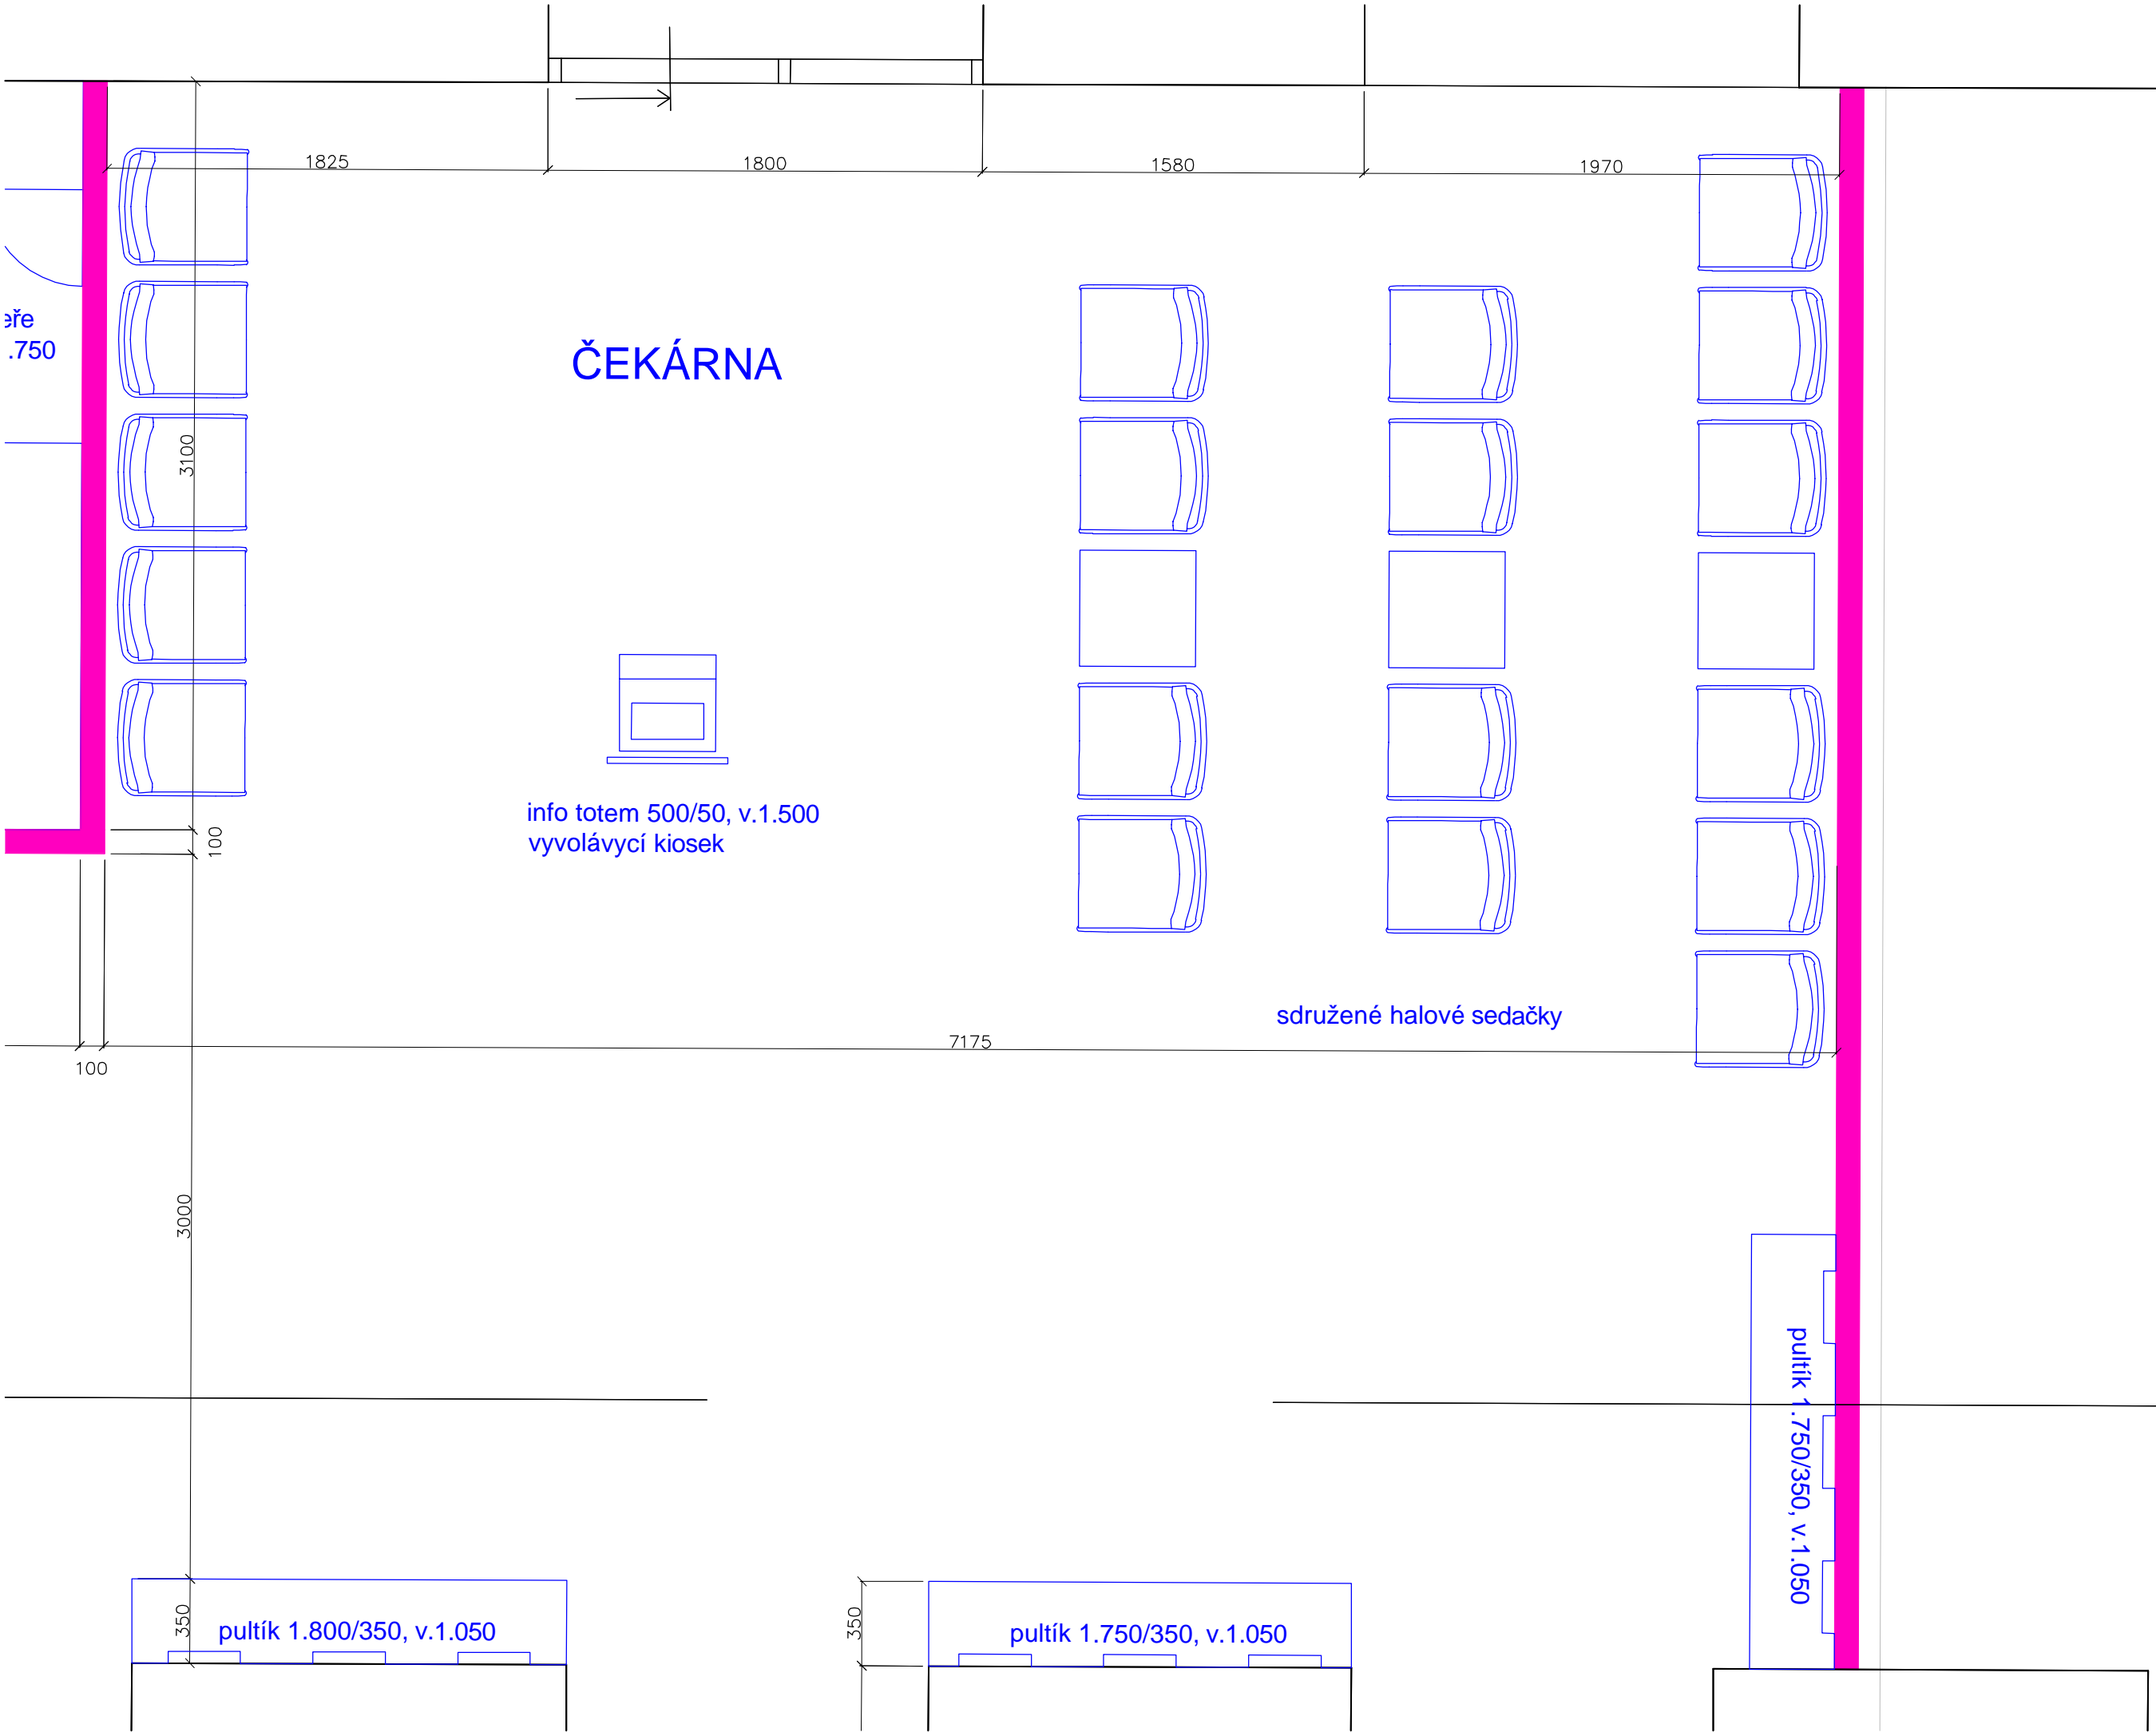 1825
1800
1580
1970
.750
ČEKÁRNA
3100
info totem 500/50, v.1.500
vyvolávycí kiosek
100
sdružené halové sedačky
7175
100
3000
pultík 1.750/350, v.1.050
350
pultík 1.800/350, v.1.050
350
pultík 1.750/350, v.1.050